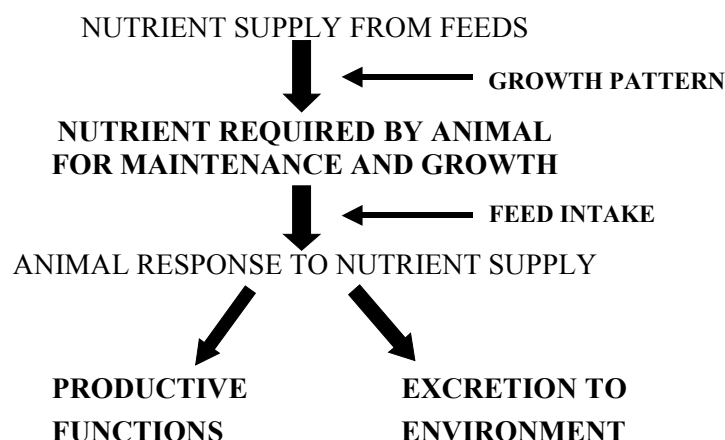 NUTRIENT SUPPLY FROM FEEDS
GROWTH PATTERN
NUTRIENT REQUIRED BY ANIMAL
FOR MAINTENANCE AND GROWTH
FEED INTAKE
ANIMAL RESPONSE TO NUTRIENT SUPPLY
PRODUCTIVE
FUNCTIONS
EXCRETION TO
ENVIRONMENT